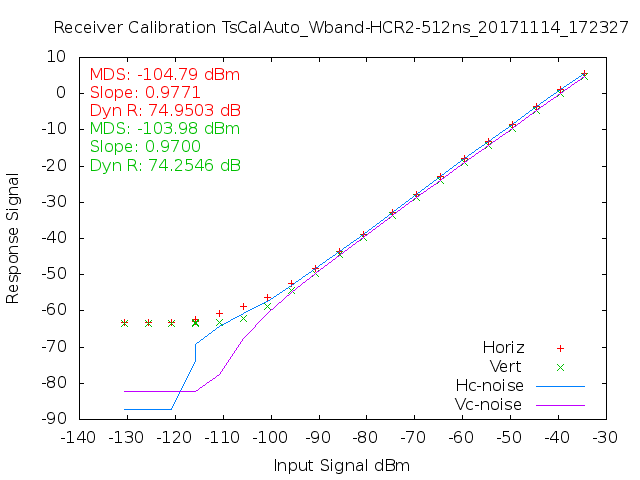 Receiver Calibration TsCalAuto_Wband-HCR2-512ns_20171114_172327
10
0
-10
-20
-30
-40
-50
-60
-70
-80
-90
Response Signal
MDS: -104.79 dBm
Slope: 0.9771
Dyn R: 74.9503 dB
MDS: -103.98 dBm
Slope: 0.9700
Dyn R: 74.2546 dB
Horiz
Vert
Hc-noise
Vc-noise
-140 -130 -120 -110 -100 -90 -80 -70 -60 -50 -40 -30
Input Signal dBm